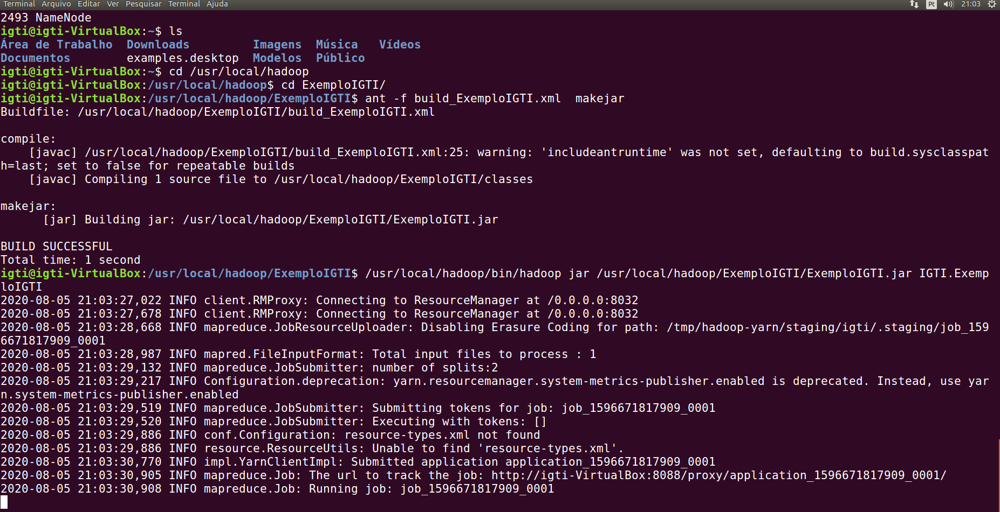 Terminal Arquivo Editar Ver Pesquisar Terminal Ajuda Pt 21:03
2493 NameNode
igti@igti-VirtualBox:~$ ls
Área de Trabalho  Downloads         Imagens  Música   Vídeos
Documentos        examples.desktop  Modelos  Público
igti@igti-VirtualBox:~$ cd /usr/local/hadoop
igti@igti-VirtualBox:/usr/local/hadoop$ cd ExemploIGTI/
igti@igti-VirtualBox:/usr/local/hadoop/ExemploIGTI$ ant -f build_ExemploIGTI.xml  makejar
Buildfile: /usr/local/hadoop/ExemploIGTI/build_ExemploIGTI.xml
compile:
    [javac] /usr/local/hadoop/ExemploIGTI/build_ExemploIGTI.xml:25: warning: 'includeantruntime' was not set, defaulting to build.sysclasspat
h=last; set to false for repeatable builds
    [javac] Compiling 1 source file to /usr/local/hadoop/ExemploIGTI/classes
makejar:
      [jar] Building jar: /usr/local/hadoop/ExemploIGTI/ExemploIGTI.jar
BUILD SUCCESSFUL
Total time: 1 second
igti@igti-VirtualBox:/usr/local/hadoop/ExemploIGTI$ /usr/local/hadoop/bin/hadoop jar /usr/local/hadoop/ExemploIGTI/ExemploIGTI.jar IGTI.Exemp
loIGTI
2020-08-05 21:03:27,022 INFO client.RMProxy: Connecting to ResourceManager at /0.0.0.0:8032
2020-08-05 21:03:27,678 INFO client.RMProxy: Connecting to ResourceManager at /0.0.0.0:8032
2020-08-05 21:03:28,668 INFO mapreduce.JobResourceUploader: Disabling Erasure Coding for path: /tmp/hadoop-yarn/staging/igti/.staging/job_159
6671817909_0001
2020-08-05 21:03:28,987 INFO mapred.FileInputFormat: Total input files to process : 1
2020-08-05 21:03:29,132 INFO mapreduce.JobSubmitter: number of splits:2
2020-08-05 21:03:29,217 INFO Configuration.deprecation: yarn.resourcemanager.system-metrics-publisher.enabled is deprecated. Instead, use yar
n.system-metrics-publisher.enabled
2020-08-05 21:03:29,519 INFO mapreduce.JobSubmitter: Submitting tokens for job: job_1596671817909_0001
2020-08-05 21:03:29,520 INFO mapreduce.JobSubmitter: Executing with tokens: []
2020-08-05 21:03:29,886 INFO conf.Configuration: resource-types.xml not found
2020-08-05 21:03:29,886 INFO resource.ResourceUtils: Unable to find 'resource-types.xml'.
2020-08-05 21:03:30,770 INFO impl.YarnClientImpl: Submitted application application_1596671817909_0001
2020-08-05 21:03:30,905 INFO mapreduce.Job: The url to track the job: http://igti-VirtualBox:8088/proxy/application_1596671817909_0001/
2020-08-05 21:03:30,908 INFO mapreduce.Job: Running job: job_1596671817909_0001